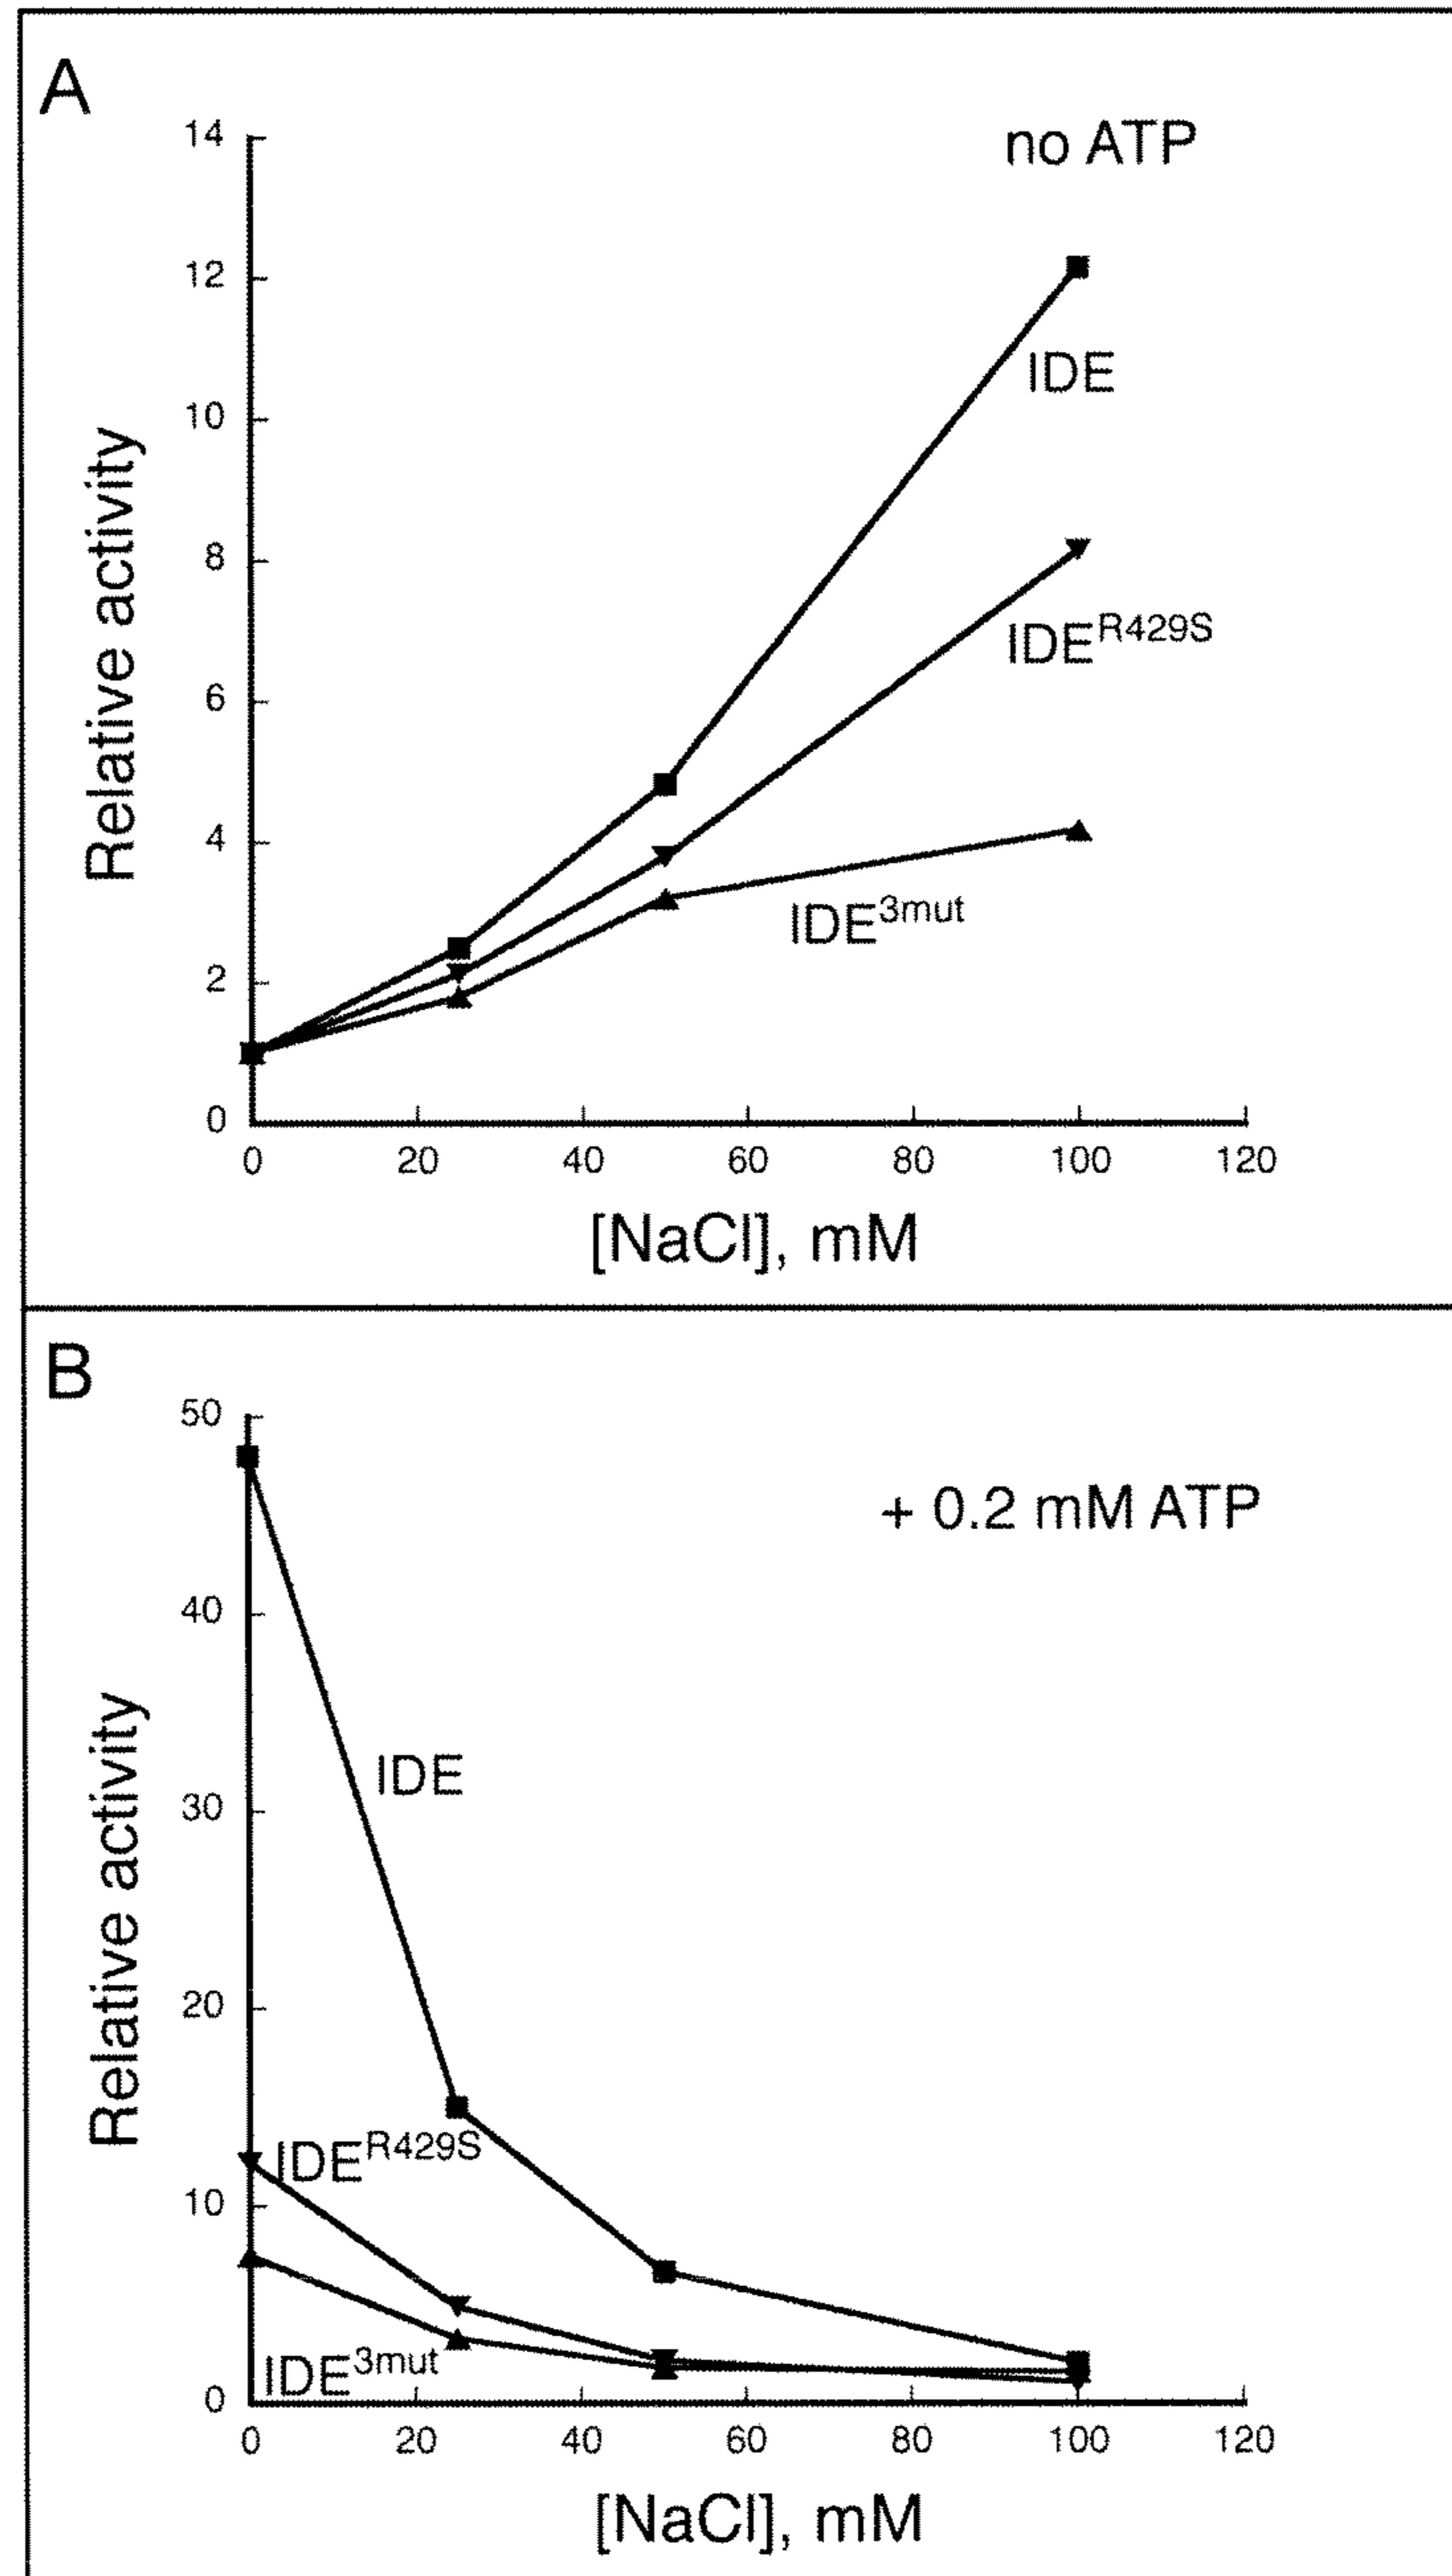 A
no ATP
14
12
10
8
6
4
2
0
Relative activity
IDE
IDE^R429S
IDE^3mut
0 20 40 60 80 100 120
[NaCl], mM
B
+ 0.2 mM ATP
50
40
30
20
10
0
Relative activity
IDE
IDE^R429S
IDE^3mut
0 20 40 60 80 100 120
[NaCl], mM